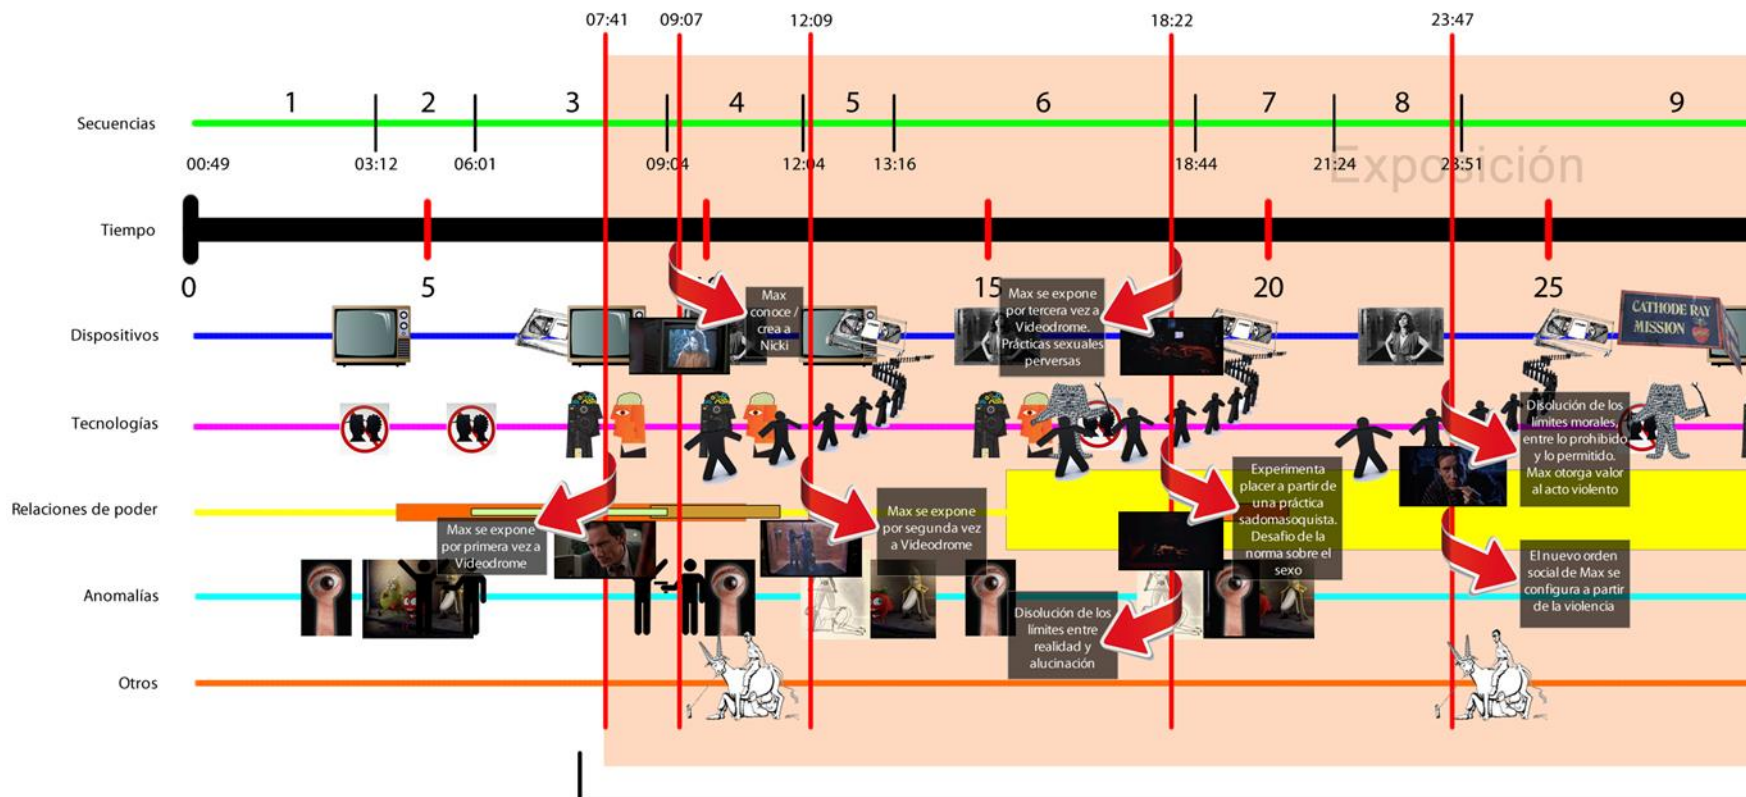 07:41 09:07 12:09 18:22 23:47
1 2 3 4 5 6 7 8 9
Secuencias
00:49 03:12 06:01 09:04 12:04 13:16 18:44 21:24 23:51
Exposición
Tiempo
0 5 15 20 25
Dispositivos
Max
conoce /
crea a
Nicki
Max se expone
por tercera vez a
Videodrome.
Prácticas sexuales
perversas
CATHODE RAY
MISSION
Tecnologías
Disolución de los
límites morales,
entre lo prohibido
y lo permitido.
Max otorga valor
al acto violento
Relaciones de poder
Max se expone
por primera vez a
Videodrome
Max se expone
por segunda vez
a Videodrome
Experimenta
placer a partir de
una práctica
sadomasoquista.
Desafío de la
norma sobre el
sexo
Anomalías
El nuevo orden
social de Max se
configura a partir
de la violencia
Disolución de los
límites entre
realidad y
alucinación
Otros